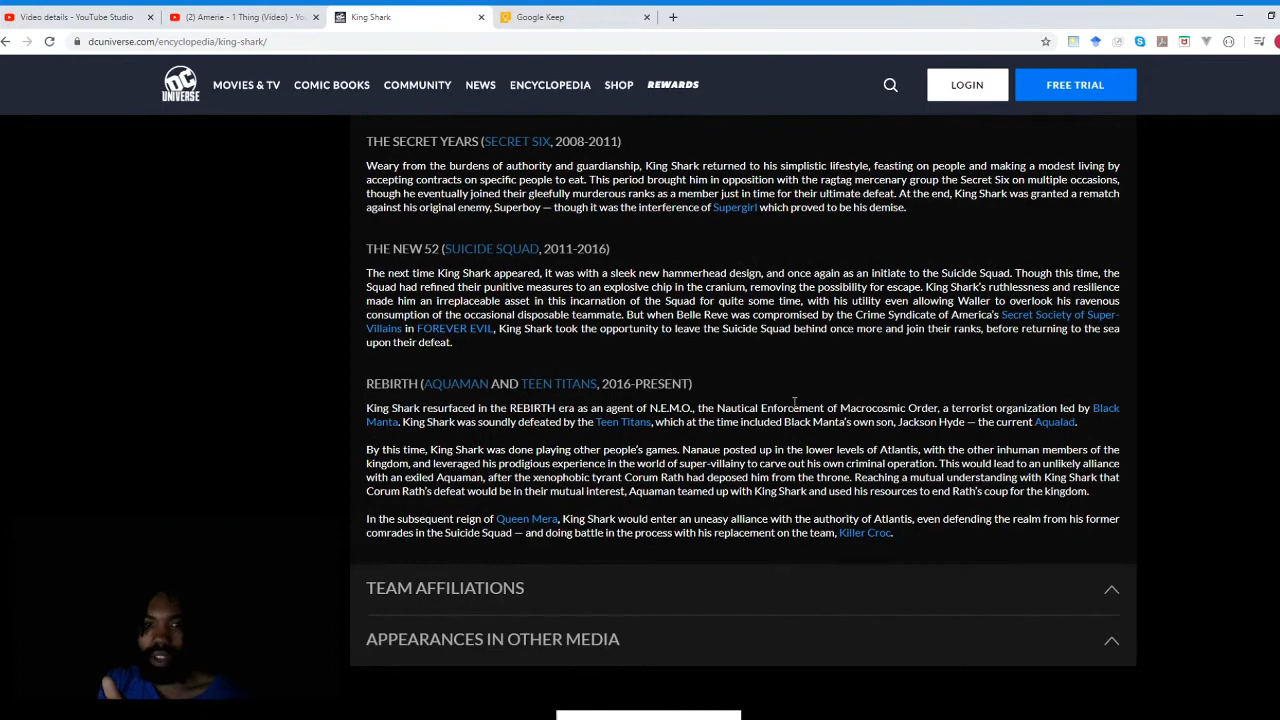 Video details - YouTube Studio
(2) Amerie - 1 Thing (Video) - Yo
King Shark
Google Keep
dcuniverse.com/encyclopedia/king-shark/
DC UNIVERSE
MOVIES & TV
COMIC BOOKS
COMMUNITY
NEWS
ENCYCLOPEDIA
SHOP
REWARDS
LOGIN
FREE TRIAL
THE SECRET YEARS (SECRET SIX, 2008-2011)
Weary from the burdens of authority and guardianship, King Shark returned to his simplistic lifestyle, feasting on people and making a modest living by
accepting contracts on specific people to eat. This period brought him in opposition with the ragtag mercenary group the Secret Six on multiple occasions,
though he eventually joined their gleefully murderous ranks as a member just in time for their ultimate defeat. At the end, King Shark was granted a rematch
against his original enemy, Superboy — though it was the interference of Supergirl which proved to be his demise.
THE NEW 52 (SUICIDE SQUAD, 2011-2016)
The next time King Shark appeared, it was with a sleek new hammerhead design, and once again as an initiate to the Suicide Squad. Though this time, the
Squad had refined their punitive measures to an explosive chip in the cranium, removing the possibility for escape. King Shark's ruthlessness and resilience
made him an irreplaceable asset in this incarnation of the Squad for quite some time, with his utility even allowing Waller to overlook his ravenous
consumption of the occasional disposable teammate. But when Belle Reve was compromised by the Crime Syndicate of America's Secret Society of Super-
Villains in FOREVER EVIL, King Shark took the opportunity to leave the Suicide Squad behind once more and join their ranks, before returning to the sea
upon their defeat.
REBIRTH (AQUAMAN AND TEEN TITANS, 2016-PRESENT)
King Shark resurfaced in the REBIRTH era as an agent of N.E.M.O., the Nautical Enforcement of Macrocosmic Order, a terrorist organization led by Black
Manta. King Shark was soundly defeated by the Teen Titans, which at the time included Black Manta's own son, Jackson Hyde — the current Aqualad.
By this time, King Shark was done playing other people's games. Nanaue posted up in the lower levels of Atlantis, with the other inhuman members of the
kingdom, and leveraged his prodigious experience in the world of super-villainy to carve out his own criminal operation. This would lead to an unlikely alliance
with an exiled Aquaman, after the xenophobic tyrant Corum Rath had deposed him from the throne. Reaching a mutual understanding with King Shark that
Corum Rath's defeat would be in their mutual interest, Aquaman teamed up with King Shark and used his resources to end Rath's coup for the kingdom.
In the subsequent reign of Queen Mera, King Shark would enter an uneasy alliance with the authority of Atlantis, even defending the realm from his former
comrades in the Suicide Squad — and doing battle in the process with his replacement on the team, Killer Croc.
TEAM AFFILIATIONS
APPEARANCES IN OTHER MEDIA